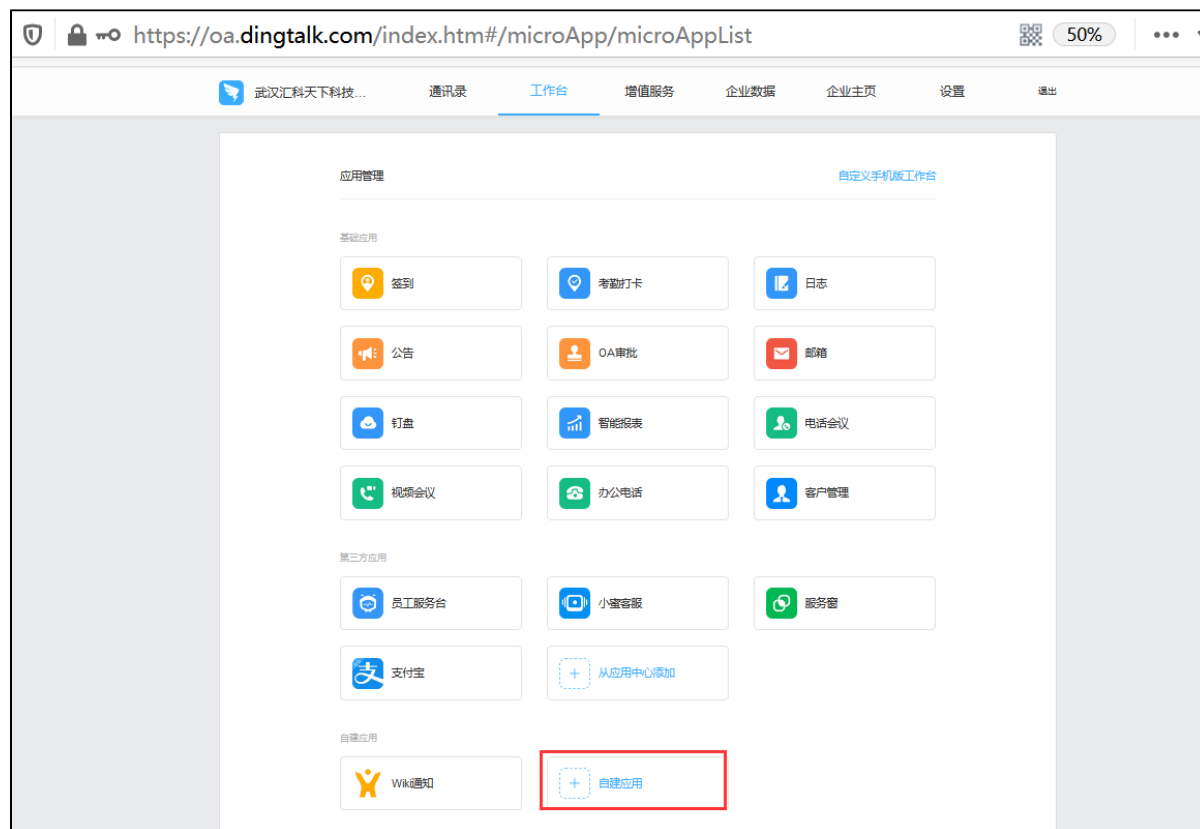 https://oa.dingtalk.com/index.htm#/microApp/microAppList 50%
武汉汇科天下科技... 通讯录 工作台 增值服务 企业数据 企业主页 设置 退出
应用管理 自定义手机版工作台
基础应用
签到 考勤打卡 日志
公告 OA审批 邮箱
钉盘 智能报表 电话会议
视频会议 办公电话 客户管理
第三方应用
员工服务台 小蜜客服 服务窗
支付宝 从应用中心添加
自建应用
Wiki通知 自建应用